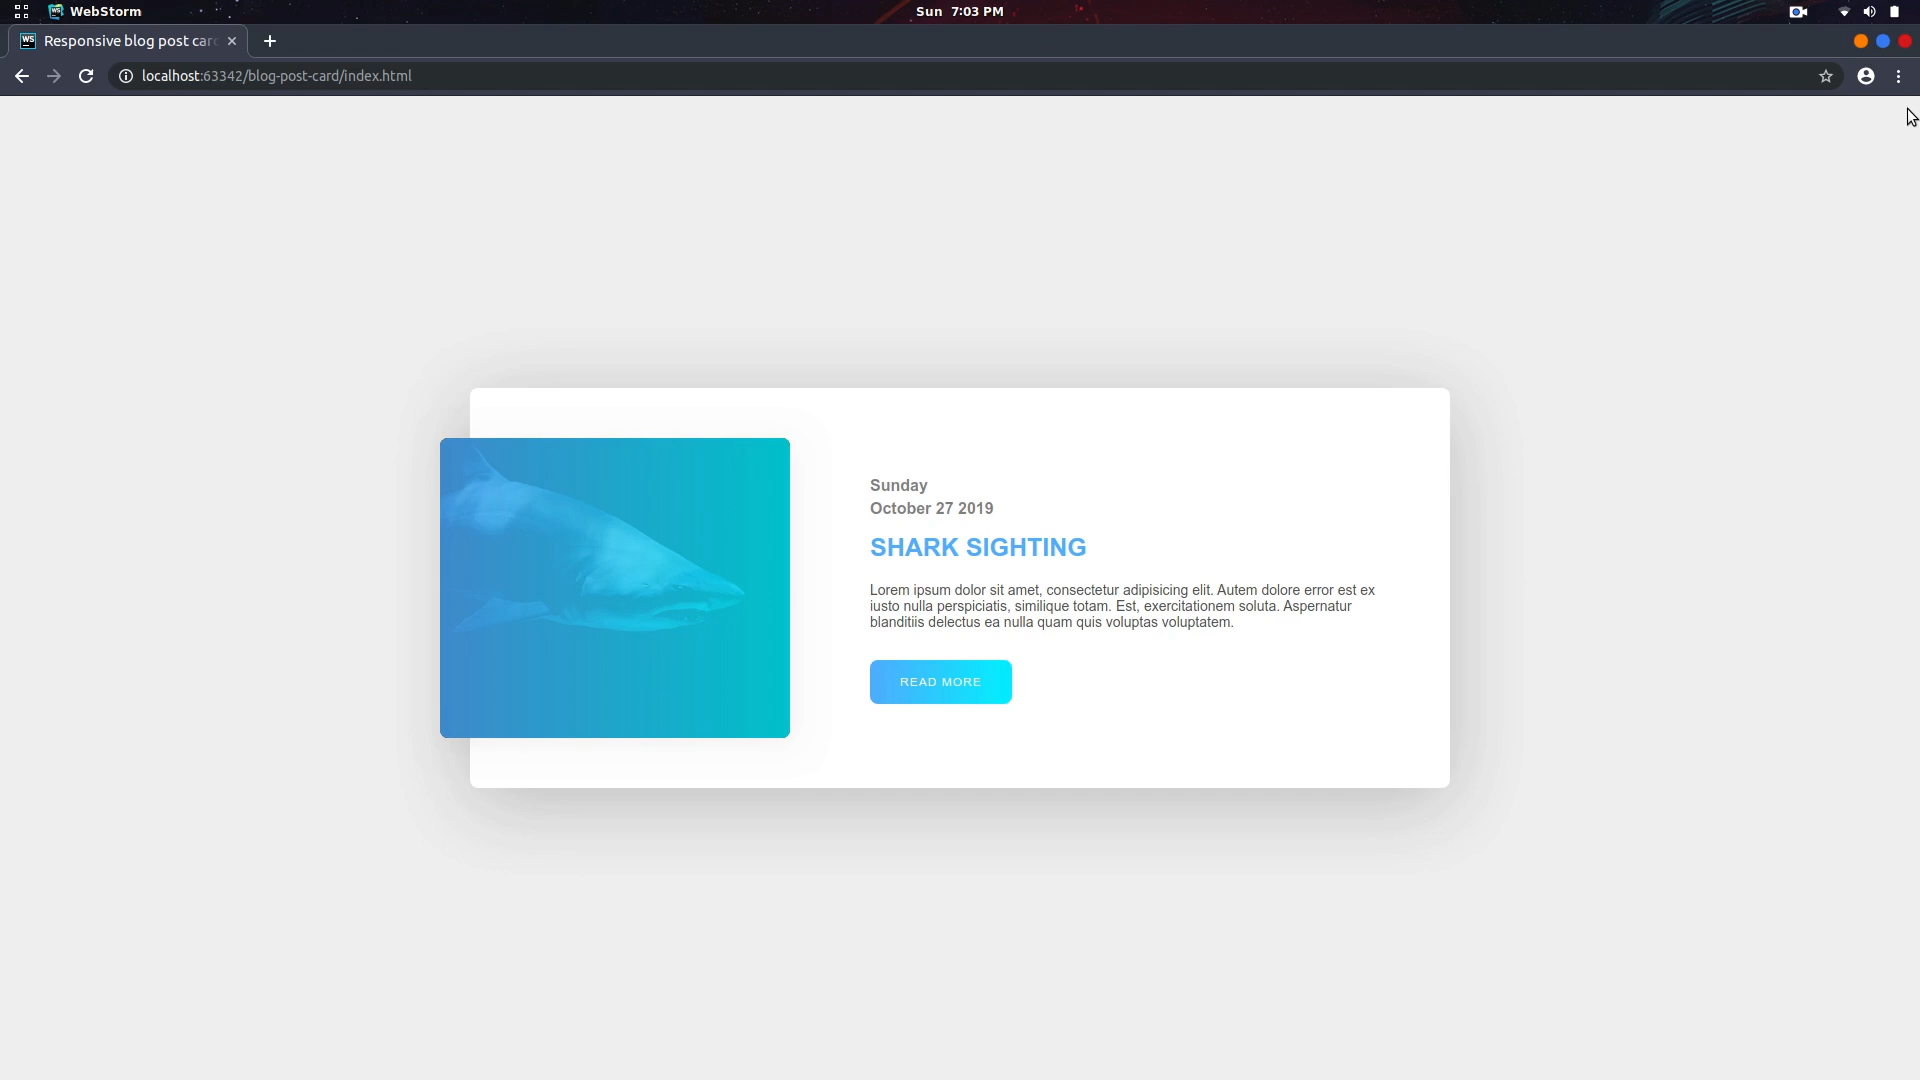 WebStorm
Sun 7:03 PM
WS Responsive blog post car
localhost:63342/blog-post-card/index.html
Sunday
October 27 2019
SHARK SIGHTING
Lorem ipsum dolor sit amet, consectetur adipisicing elit. Autem dolore error est ex
iusto nulla perspiciatis, similique totam. Est, exercitationem soluta. Aspernatur
blanditiis delectus ea nulla quam quis voluptas voluptatem.
READ MORE